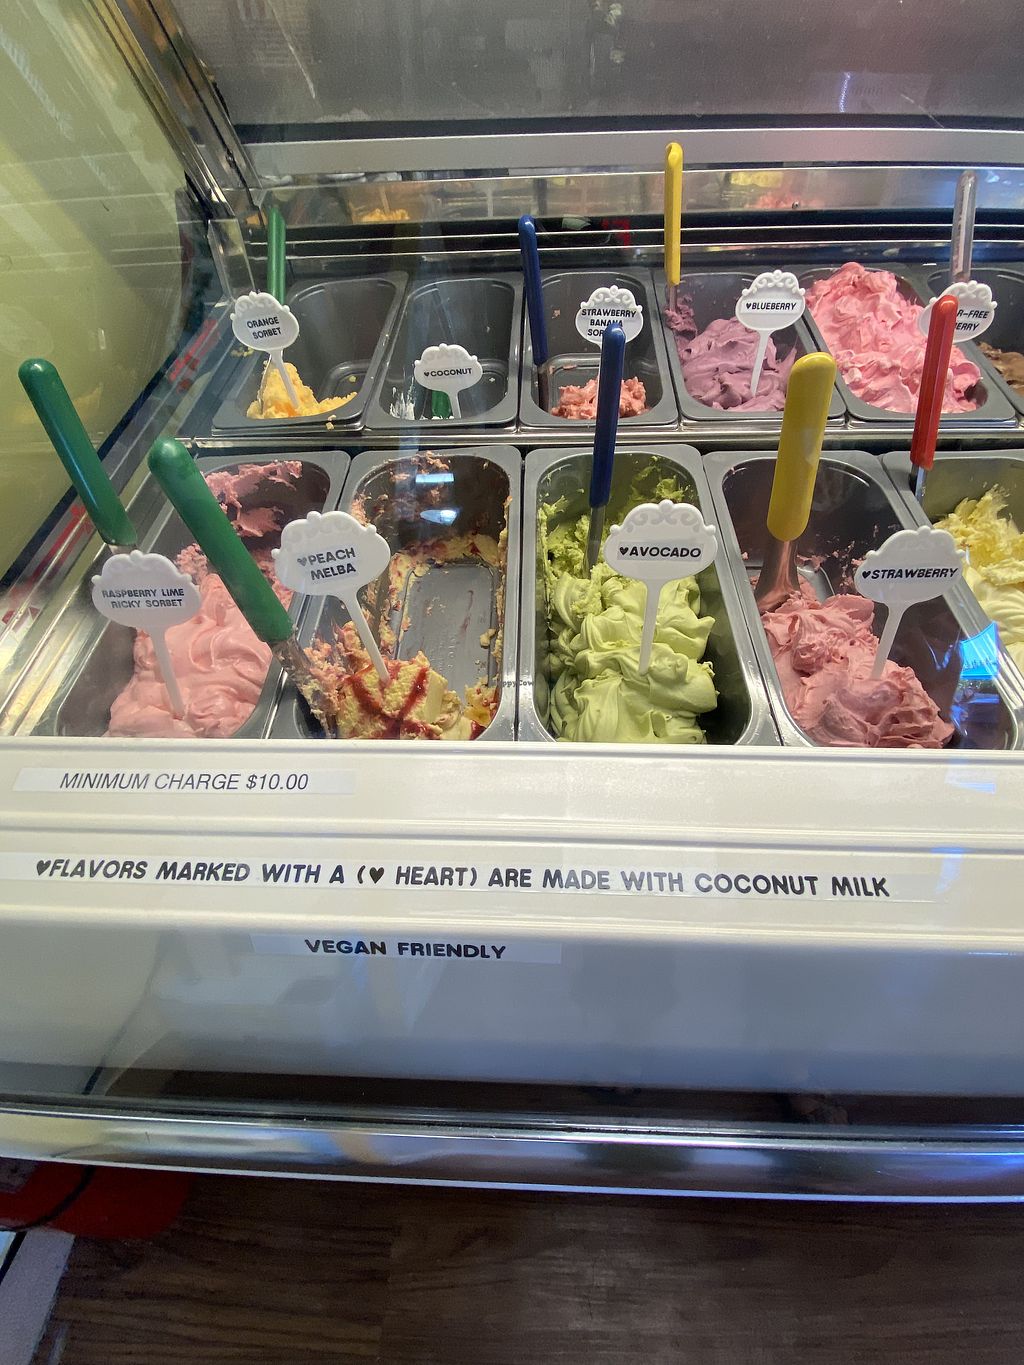 ORANGE
SORBET
♥COCONUT
STRAWBERRY
BANANA
♥BLUEBERRY
RASPBERRY LIME
RICKY SORBET
♥PEACH
MELBA
♥AVOCADO
♥STRAWBERRY
MINIMUM CHARGE $10.00
♥FLAVORS MARKED WITH A (♥ HEART) ARE MADE WITH COCONUT MILK
VEGAN FRIENDLY